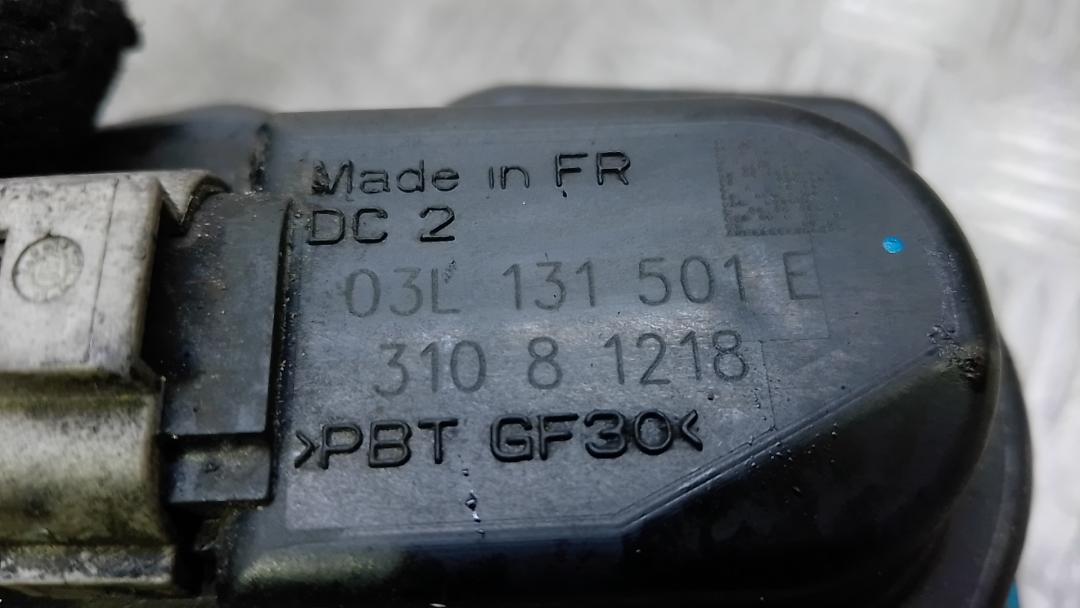 Made in FR
DC 2
03L 131 501 E
310 8 1218
>PBT GF30<